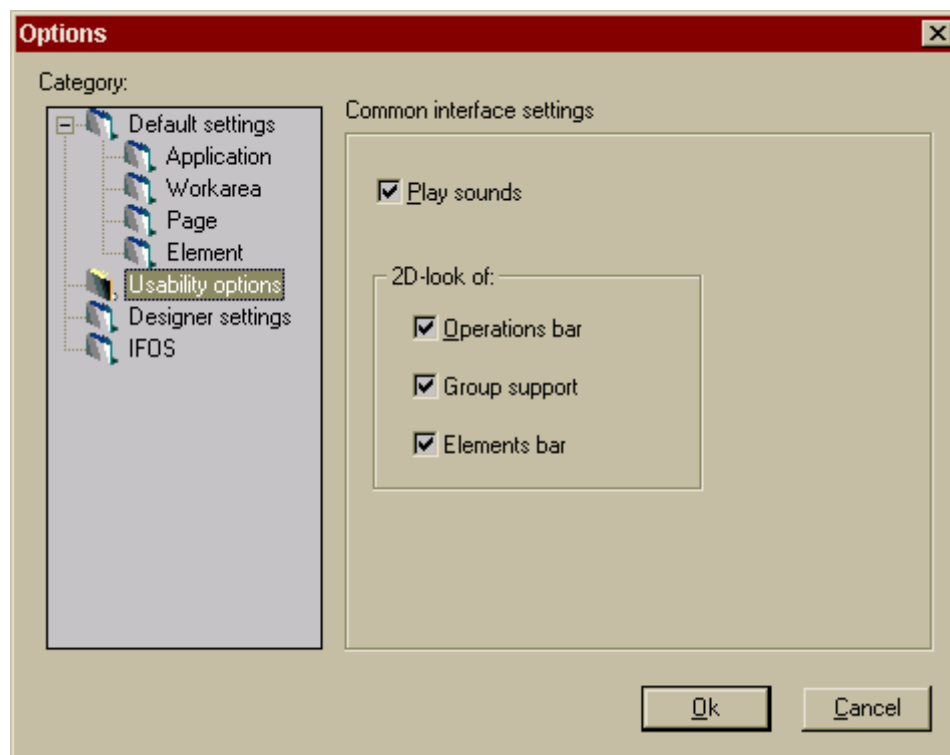 Options
Category:
Default settings
Application
Workarea
Page
Element
Usability options
Designer settings
IFOS
Common interface settings
Play sounds
2D-look of:
Operations bar
Group support
Elements bar
Ok
Cancel